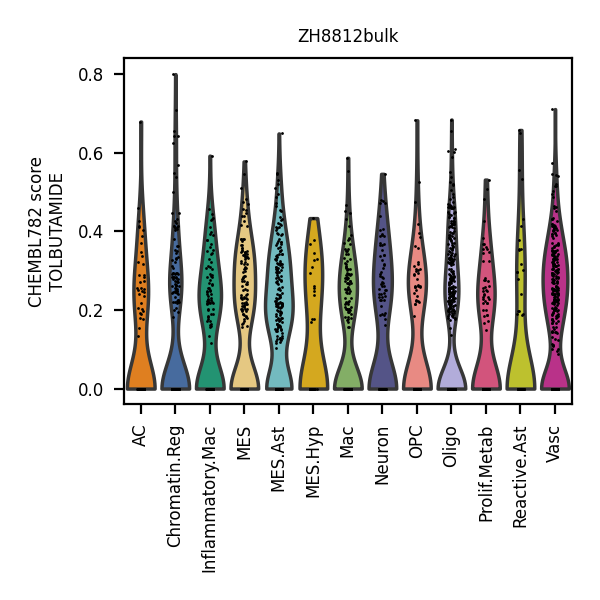 ZH8812bulk
CHEMBL782 score
TOLBUTAMIDE
0.8
0.6
0.4
0.2
0.0
AC
Chromatin.Reg
Inflammatory.Mac
MES
MES.Ast
MES.Hyp
Mac
Neuron
OPC
Oligo
Prolif.Metab
Reactive.Ast
Vasc